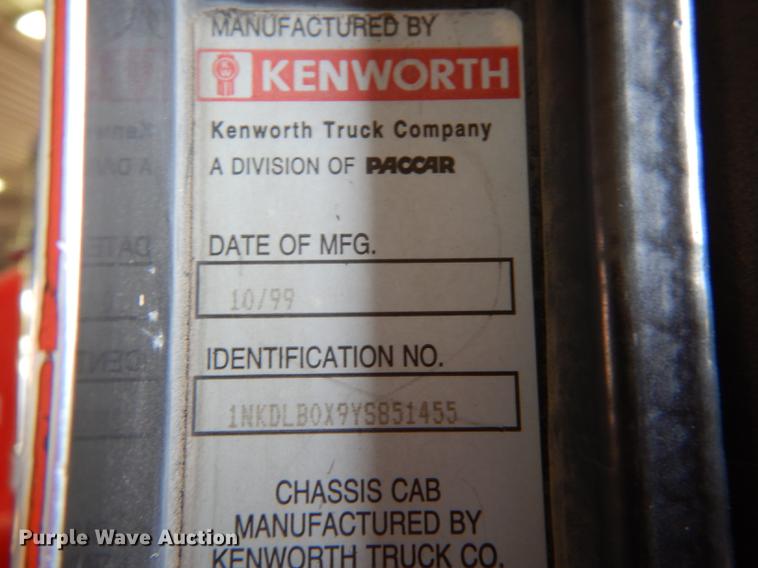 MANUFACTURED BY
KW KENWORTH
Kenworth Truck Company
A DIVISION OF PACCAR
DATE OF MFG.
10/99
IDENTIFICATION NO.
1NKDLB0X9YS851455
CHASSIS CAB
MANUFACTURED BY
KENWORTH TRUCK CO.
Purple Wave Auction